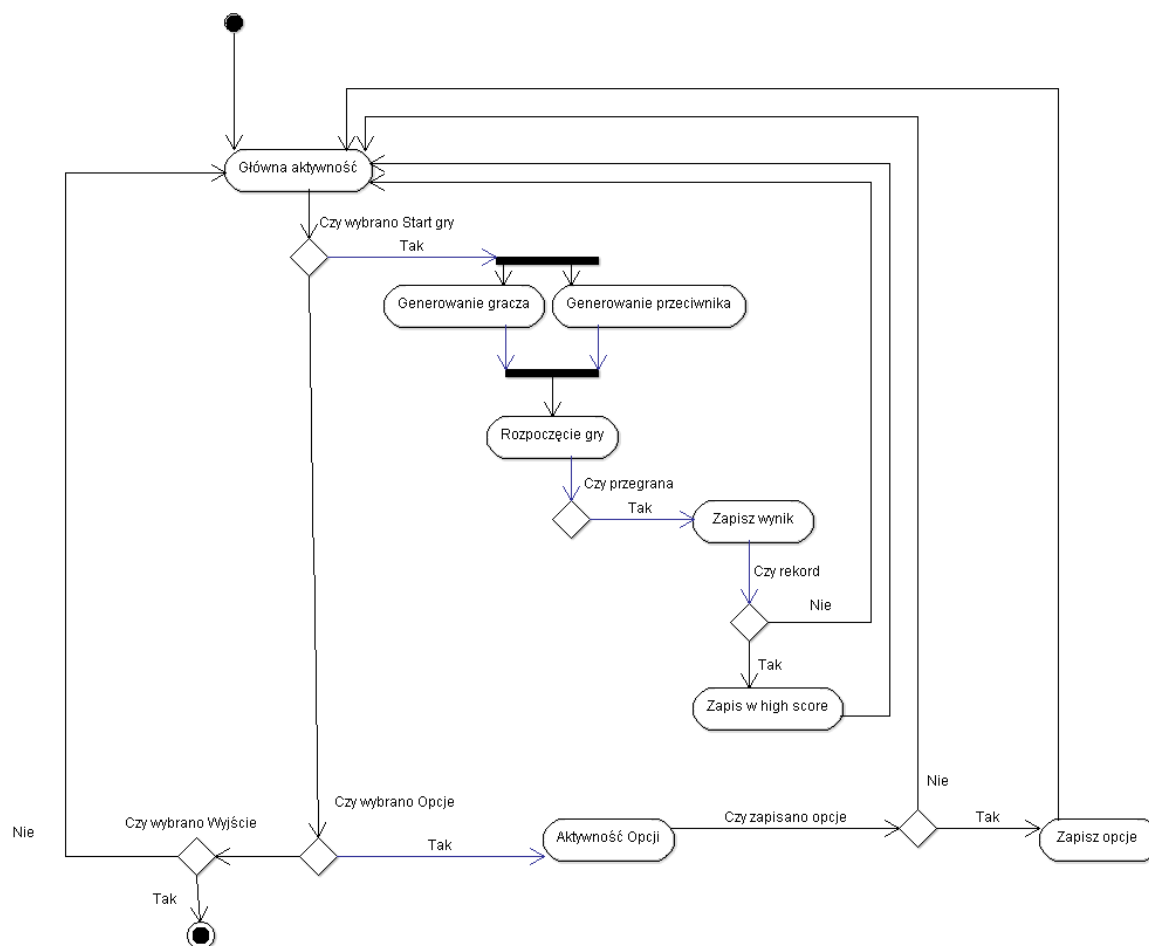 Główna aktywność
Czy wybrano Start gry
Tak
Generowanie gracza
Generowanie przeciwnika
Rozpoczęcie gry
Czy przegrana
Tak
Zapisz wynik
Czy rekord
Nie
Tak
Zapis w high score
Nie
Czy wybrano Opcje
Czy wybrano Wyjście
Nie
Czy zapisano opcje
Tak
Tak
Aktywność Opcji
Zapisz opcje
Tak